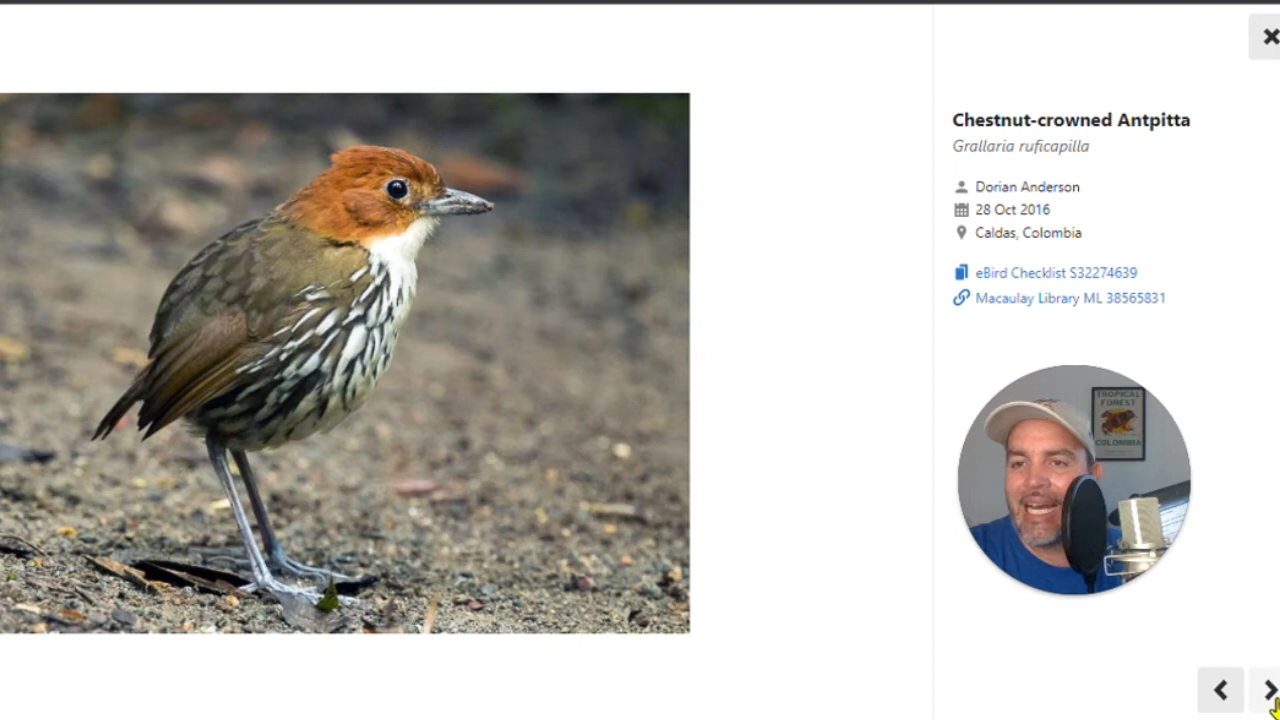 Chestnut-crowned Antpitta
Grallaria ruficapilla
Dorian Anderson
28 Oct 2016
Caldas, Colombia
eBird Checklist S32274639
Macaulay Library ML 38565831
TROPICAL
FOREST
COLOMBIA